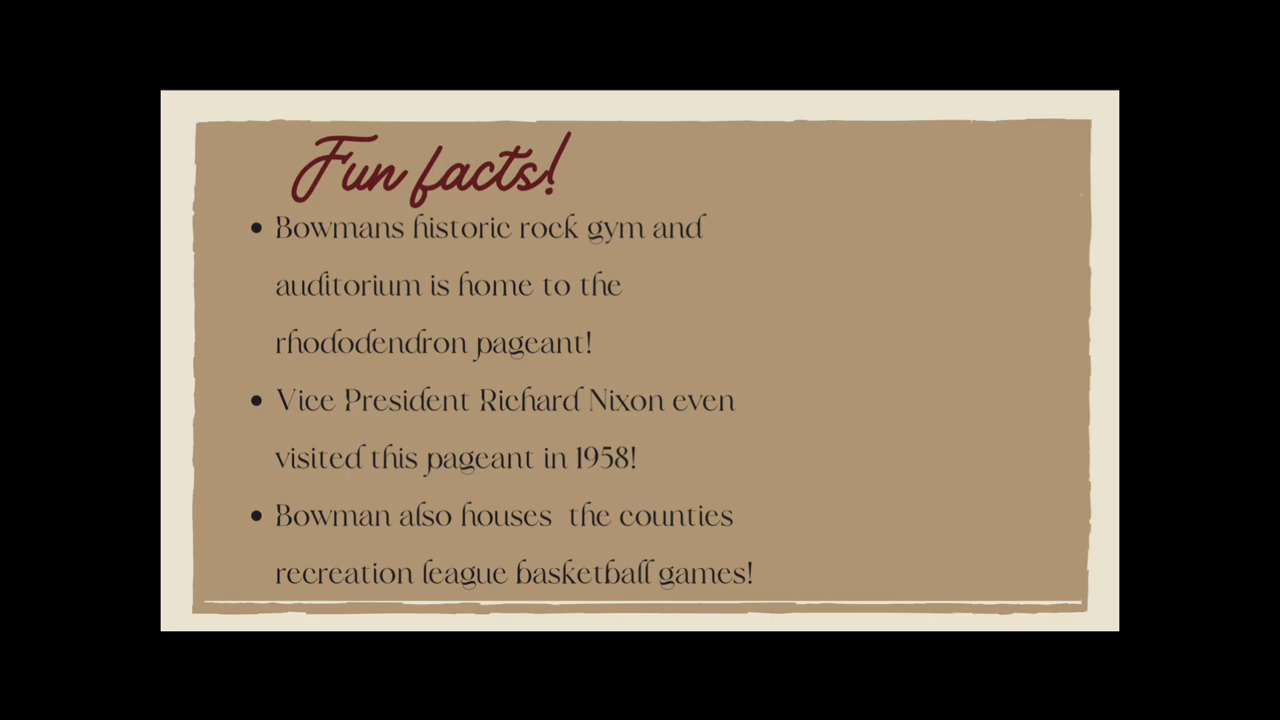 Fun facts!
• Bowmans historic rock gym and
auditorium is home to the
rhododendron pageant!
• Vice President Richard Nixon even
visited this pageant in 1958!
• Bowman also houses the counties
recreation league basketball games!